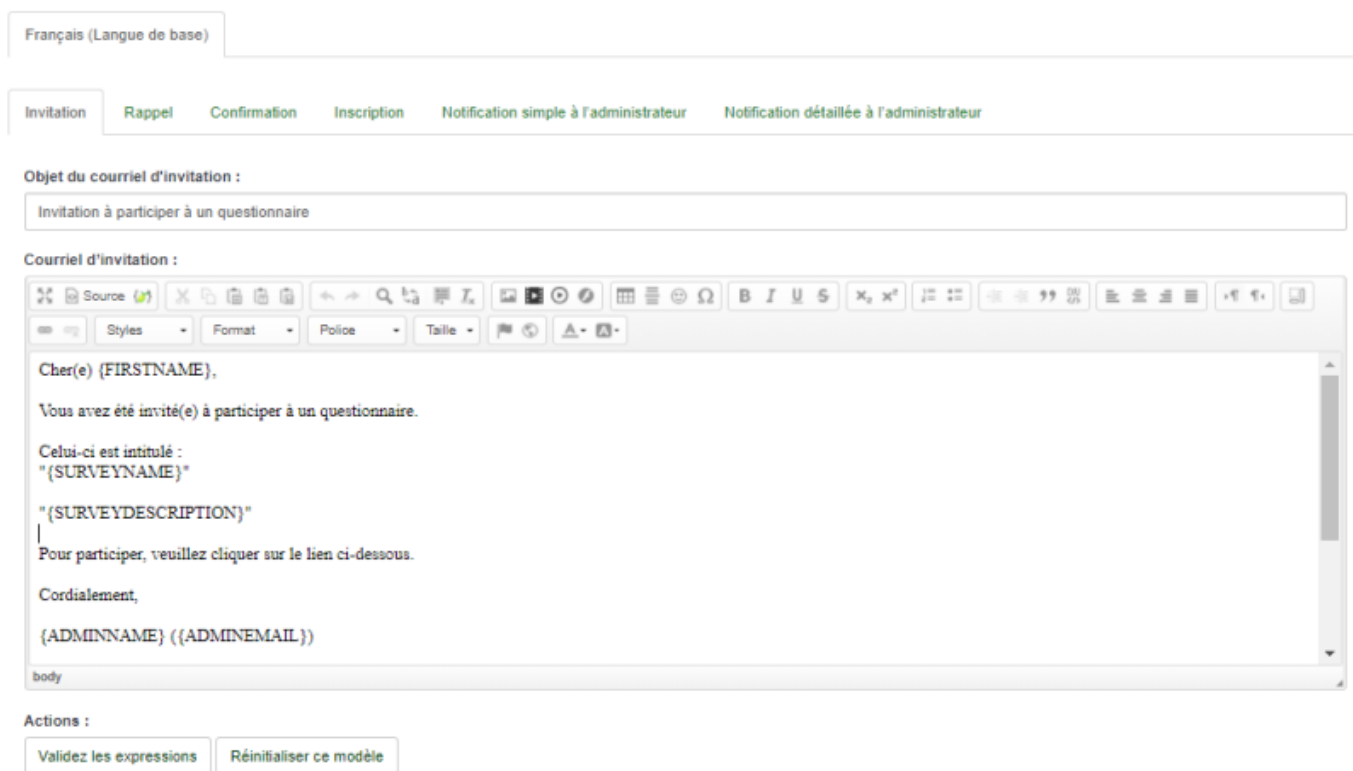 Français (Langue de base)
Invitation Rappel Confirmation Inscription Notification simple à l'administrateur Notification détaillée à l'administrateur
Objet du courriel d'invitation :
Invitation à participer à un questionnaire
Courriel d'invitation :
Source
B I U S
Styles Format Police Taille
Cher(e) {FIRSTNAME},
Vous avez été invité(e) à participer à un questionnaire.
Celui-ci est intitulé :
"{SURVEYNAME}"
"{SURVEYDESCRIPTION}"
Pour participer, veuillez cliquer sur le lien ci-dessous.
Cordialement,
{ADMINNAME} ({ADMINEMAIL})
body
Actions :
Validez les expressions Réinitialiser ce modèle